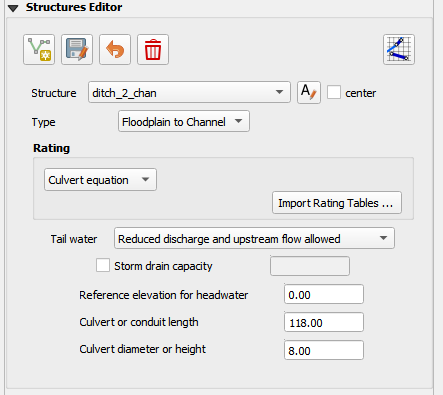 Structures Editor
Structure ditch_2_chan A center
Type Floodplain to Channel
Rating
Culvert equation
Import Rating Tables ...
Tail water Reduced discharge and upstream flow allowed
Storm drain capacity
Reference elevation for headwater 0.00
Culvert or conduit length 118.00
Culvert diameter or height 8.00